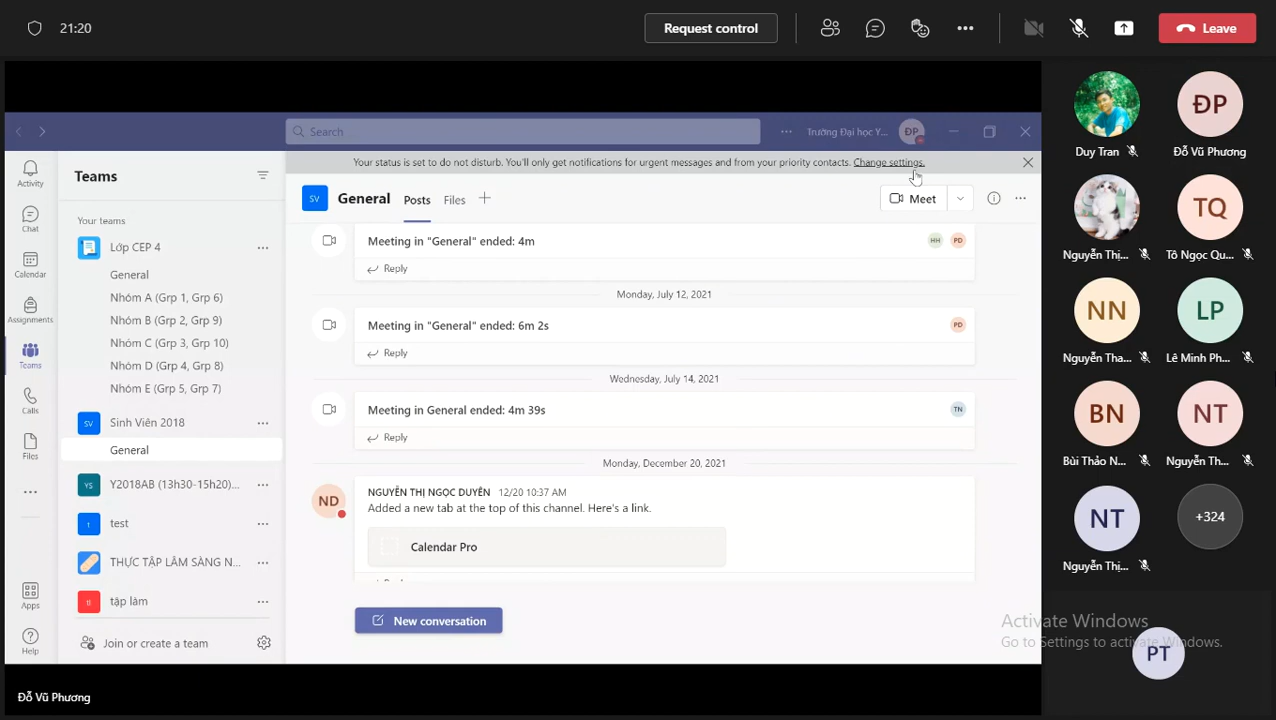 21:20
Request control
Leave
Search
Trường Đại học Y...
ĐP
Your status is set to do not disturb. You'll only get notifications for urgent messages and from your priority contacts. Change settings.
Activity
Chat
Calendar
Assignments
Teams
Calls
Files
Apps
Help
Teams
Your teams
Lớp CEP 4
General
Nhóm A (Grp 1, Grp 6)
Nhóm B (Grp 2, Grp 9)
Nhóm C (Grp 3, Grp 10)
Nhóm D (Grp 4, Grp 8)
Nhóm E (Grp 5, Grp 7)
SV Sinh Viên 2018
General
YS Y2018AB (13h30-15h20)...
t test
THỰC TẬP LÂM SÀNG N...
tl tập làm
Join or create a team
SV General Posts Files
Meet
Meeting in "General" ended: 4m
HH PD
Reply
Monday, July 12, 2021
Meeting in "General" ended: 6m 2s
PD
Reply
Wednesday, July 14, 2021
Meeting in General ended: 4m 39s
TN
Reply
Monday, December 20, 2021
ND
NGUYỄN THỊ NGỌC DUYÊN 12/20 10:37 AM
Added a new tab at the top of this channel. Here's a link.
Calendar Pro
New conversation
Duy Tran
ĐP
Đỗ Vũ Phương
Nguyễn Thị...
TQ
Tô Ngọc Qu...
NN
Nguyễn Tha...
LP
Lê Minh Ph...
BN
Bùi Thảo N...
NT
Nguyễn Th...
NT
Nguyễn Thị...
+324
PT
Activate Windows
Go to Settings to activate Windows.
Đỗ Vũ Phương